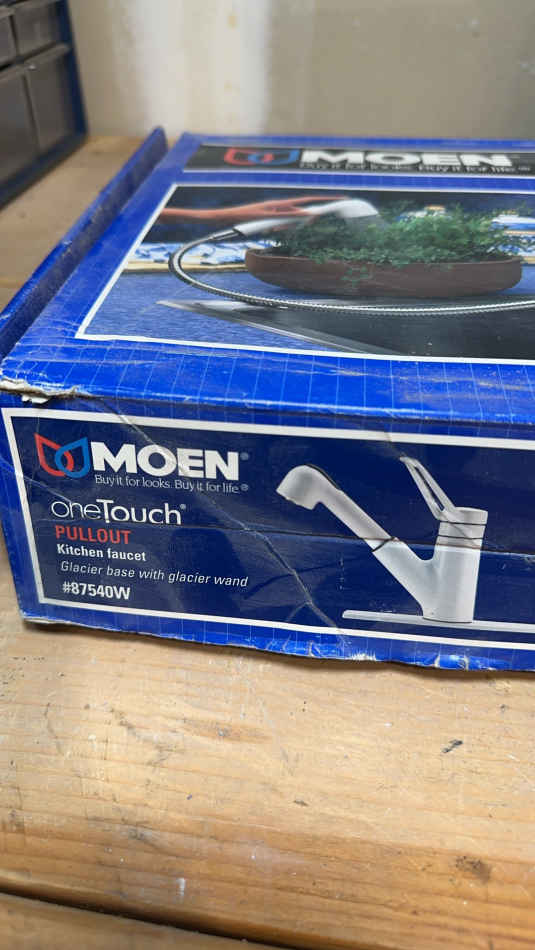 MOEN
Buy it for looks. Buy it for life.®
MOEN®
Buy it for looks. Buy it for life®
oneTouch®
PULLOUT
Kitchen faucet
Glacier base with glacier wand
#87540W